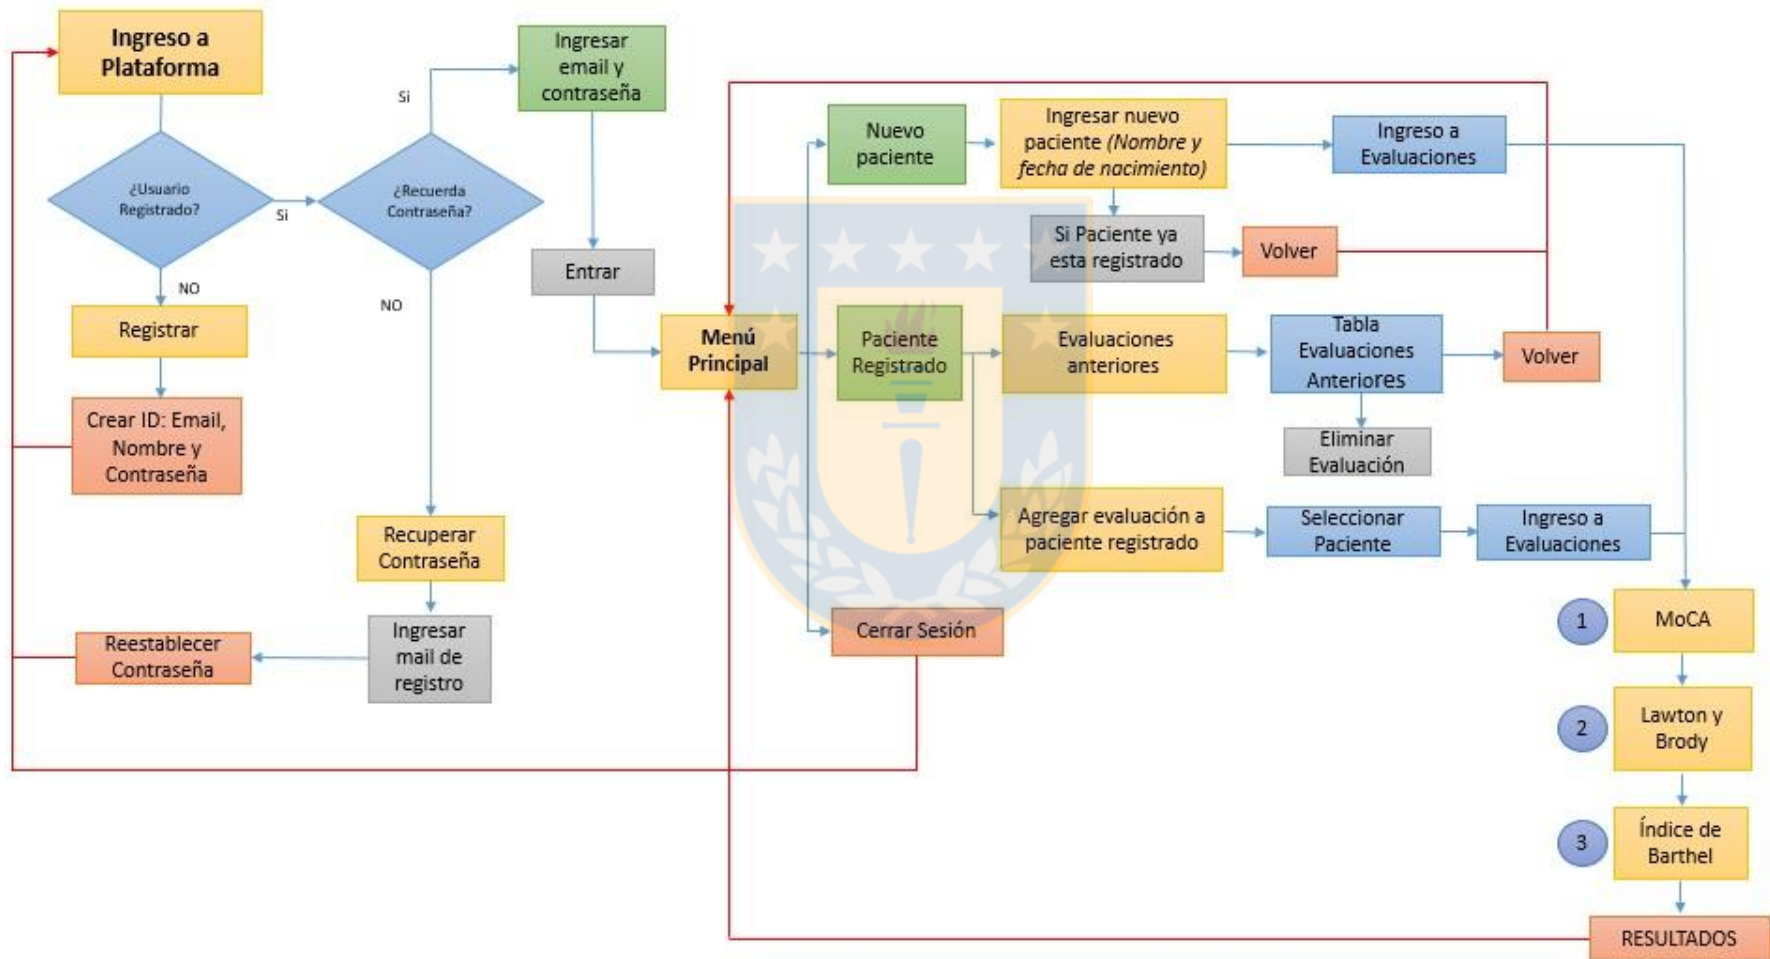 Ingreso a
Plataforma
¿Usuario
Registrado?
Si
NO
Registrar
Crear ID: Email,
Nombre y
Contraseña
¿Recuerda
Contraseña?
Si
NO
Ingresar
email y
contraseña
Entrar
Recuperar
Contraseña
Ingresar
mail de
registro
Reestablecer
Contraseña
Menú
Principal
Nuevo
paciente
Ingresar nuevo
paciente (Nombre y
fecha de nacimiento)
Ingreso a
Evaluaciones
Si Paciente ya
esta registrado
Volver
Paciente
Registrado
Evaluaciones
anteriores
Tabla
Evaluaciones
Anteriores
Volver
Eliminar
Evaluación
Agregar evaluación a
paciente registrado
Seleccionar
Paciente
Ingreso a
Evaluaciones
Cerrar Sesión
1
MoCA
2
Lawton y
Brody
3
Índice de
Barthel
RESULTADOS